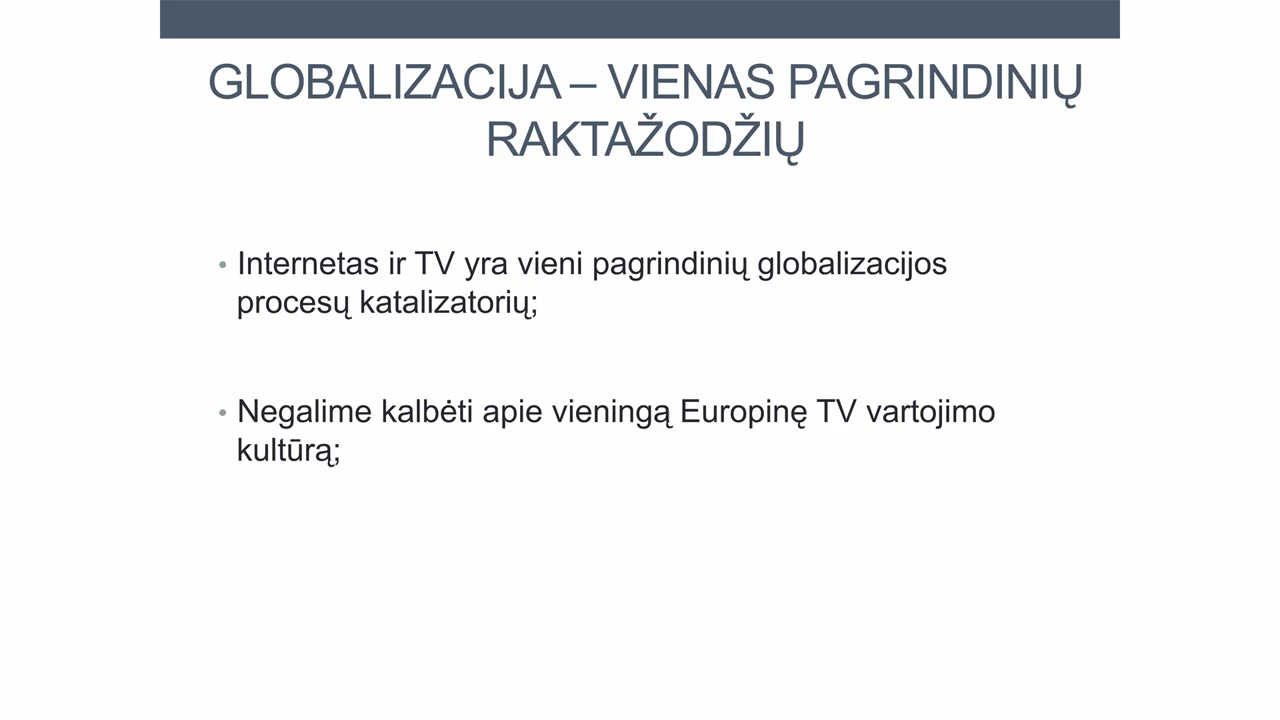 GLOBALIZACIJA – VIENAS PAGRINDINIŲ
RAKTAŽODŽIŲ
• Internetas ir TV yra vieni pagrindinių globalizacijos
procesų katalizatorių;
• Negalime kalbėti apie vieningą Europinę TV vartojimo
kultūrą;